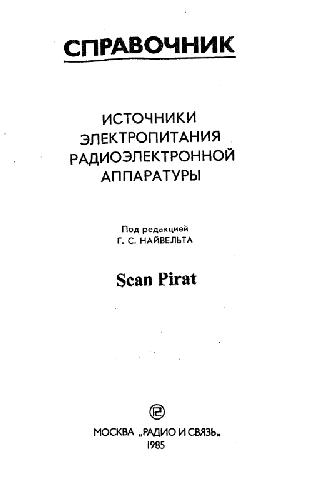 СПРАВОЧНИК
ИСТОЧНИКИ
ЭЛЕКТРОПИТАНИЯ
РАДИОЭЛЕКТРОННОЙ
АППАРАТУРЫ
Под редакцией
Г. С. НАЙВЕЛЬТА
Scan Pirat
МОСКВА „РАДИО И СВЯЗЬ"
1985